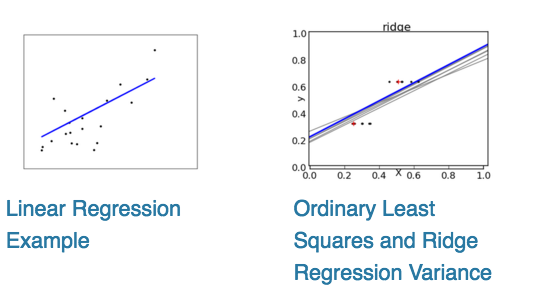 ridge
1.0
0.8
0.6
y
0.4
0.2
0.0
0.0 0.2 0.4 X 0.6 0.8 1.0
Linear Regression
Example
Ordinary Least
Squares and Ridge
Regression Variance